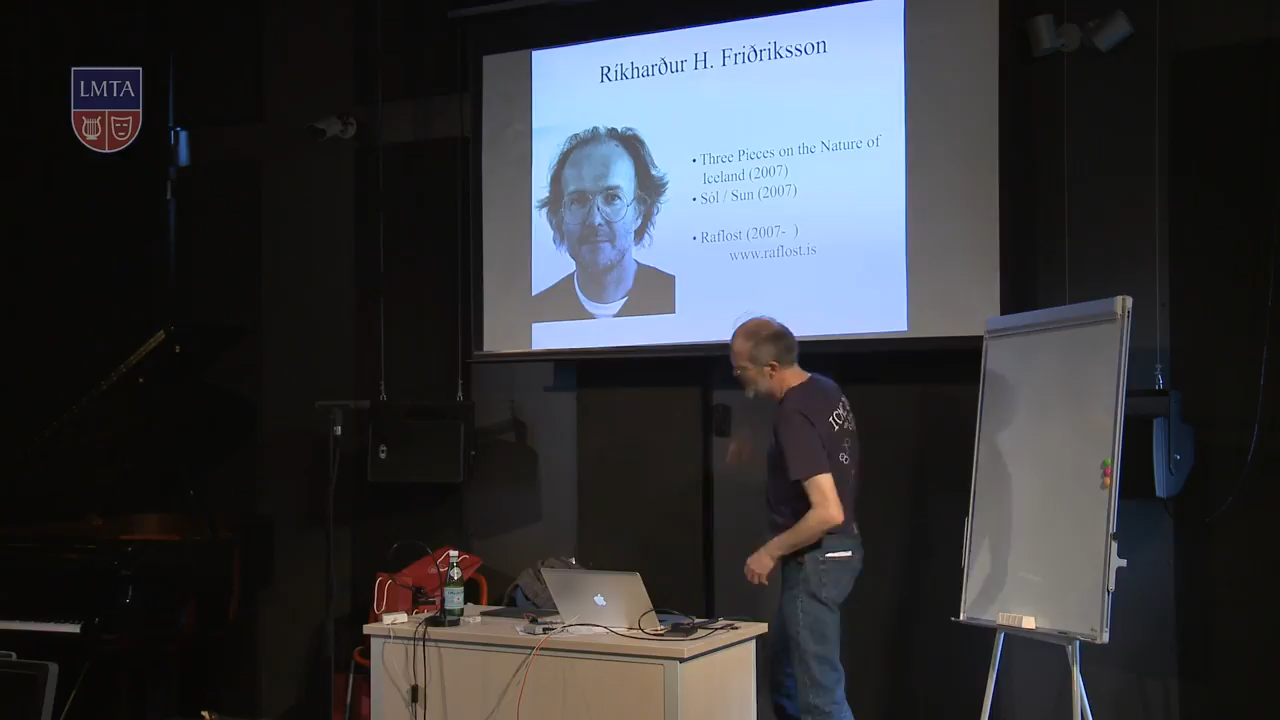 LMTA
Ríkharður H. Friðriksson
• Three Pieces on the Nature of
Iceland (2007)
• Sól / Sun (2007)
• Raflost (2007- )
www.raflost.is